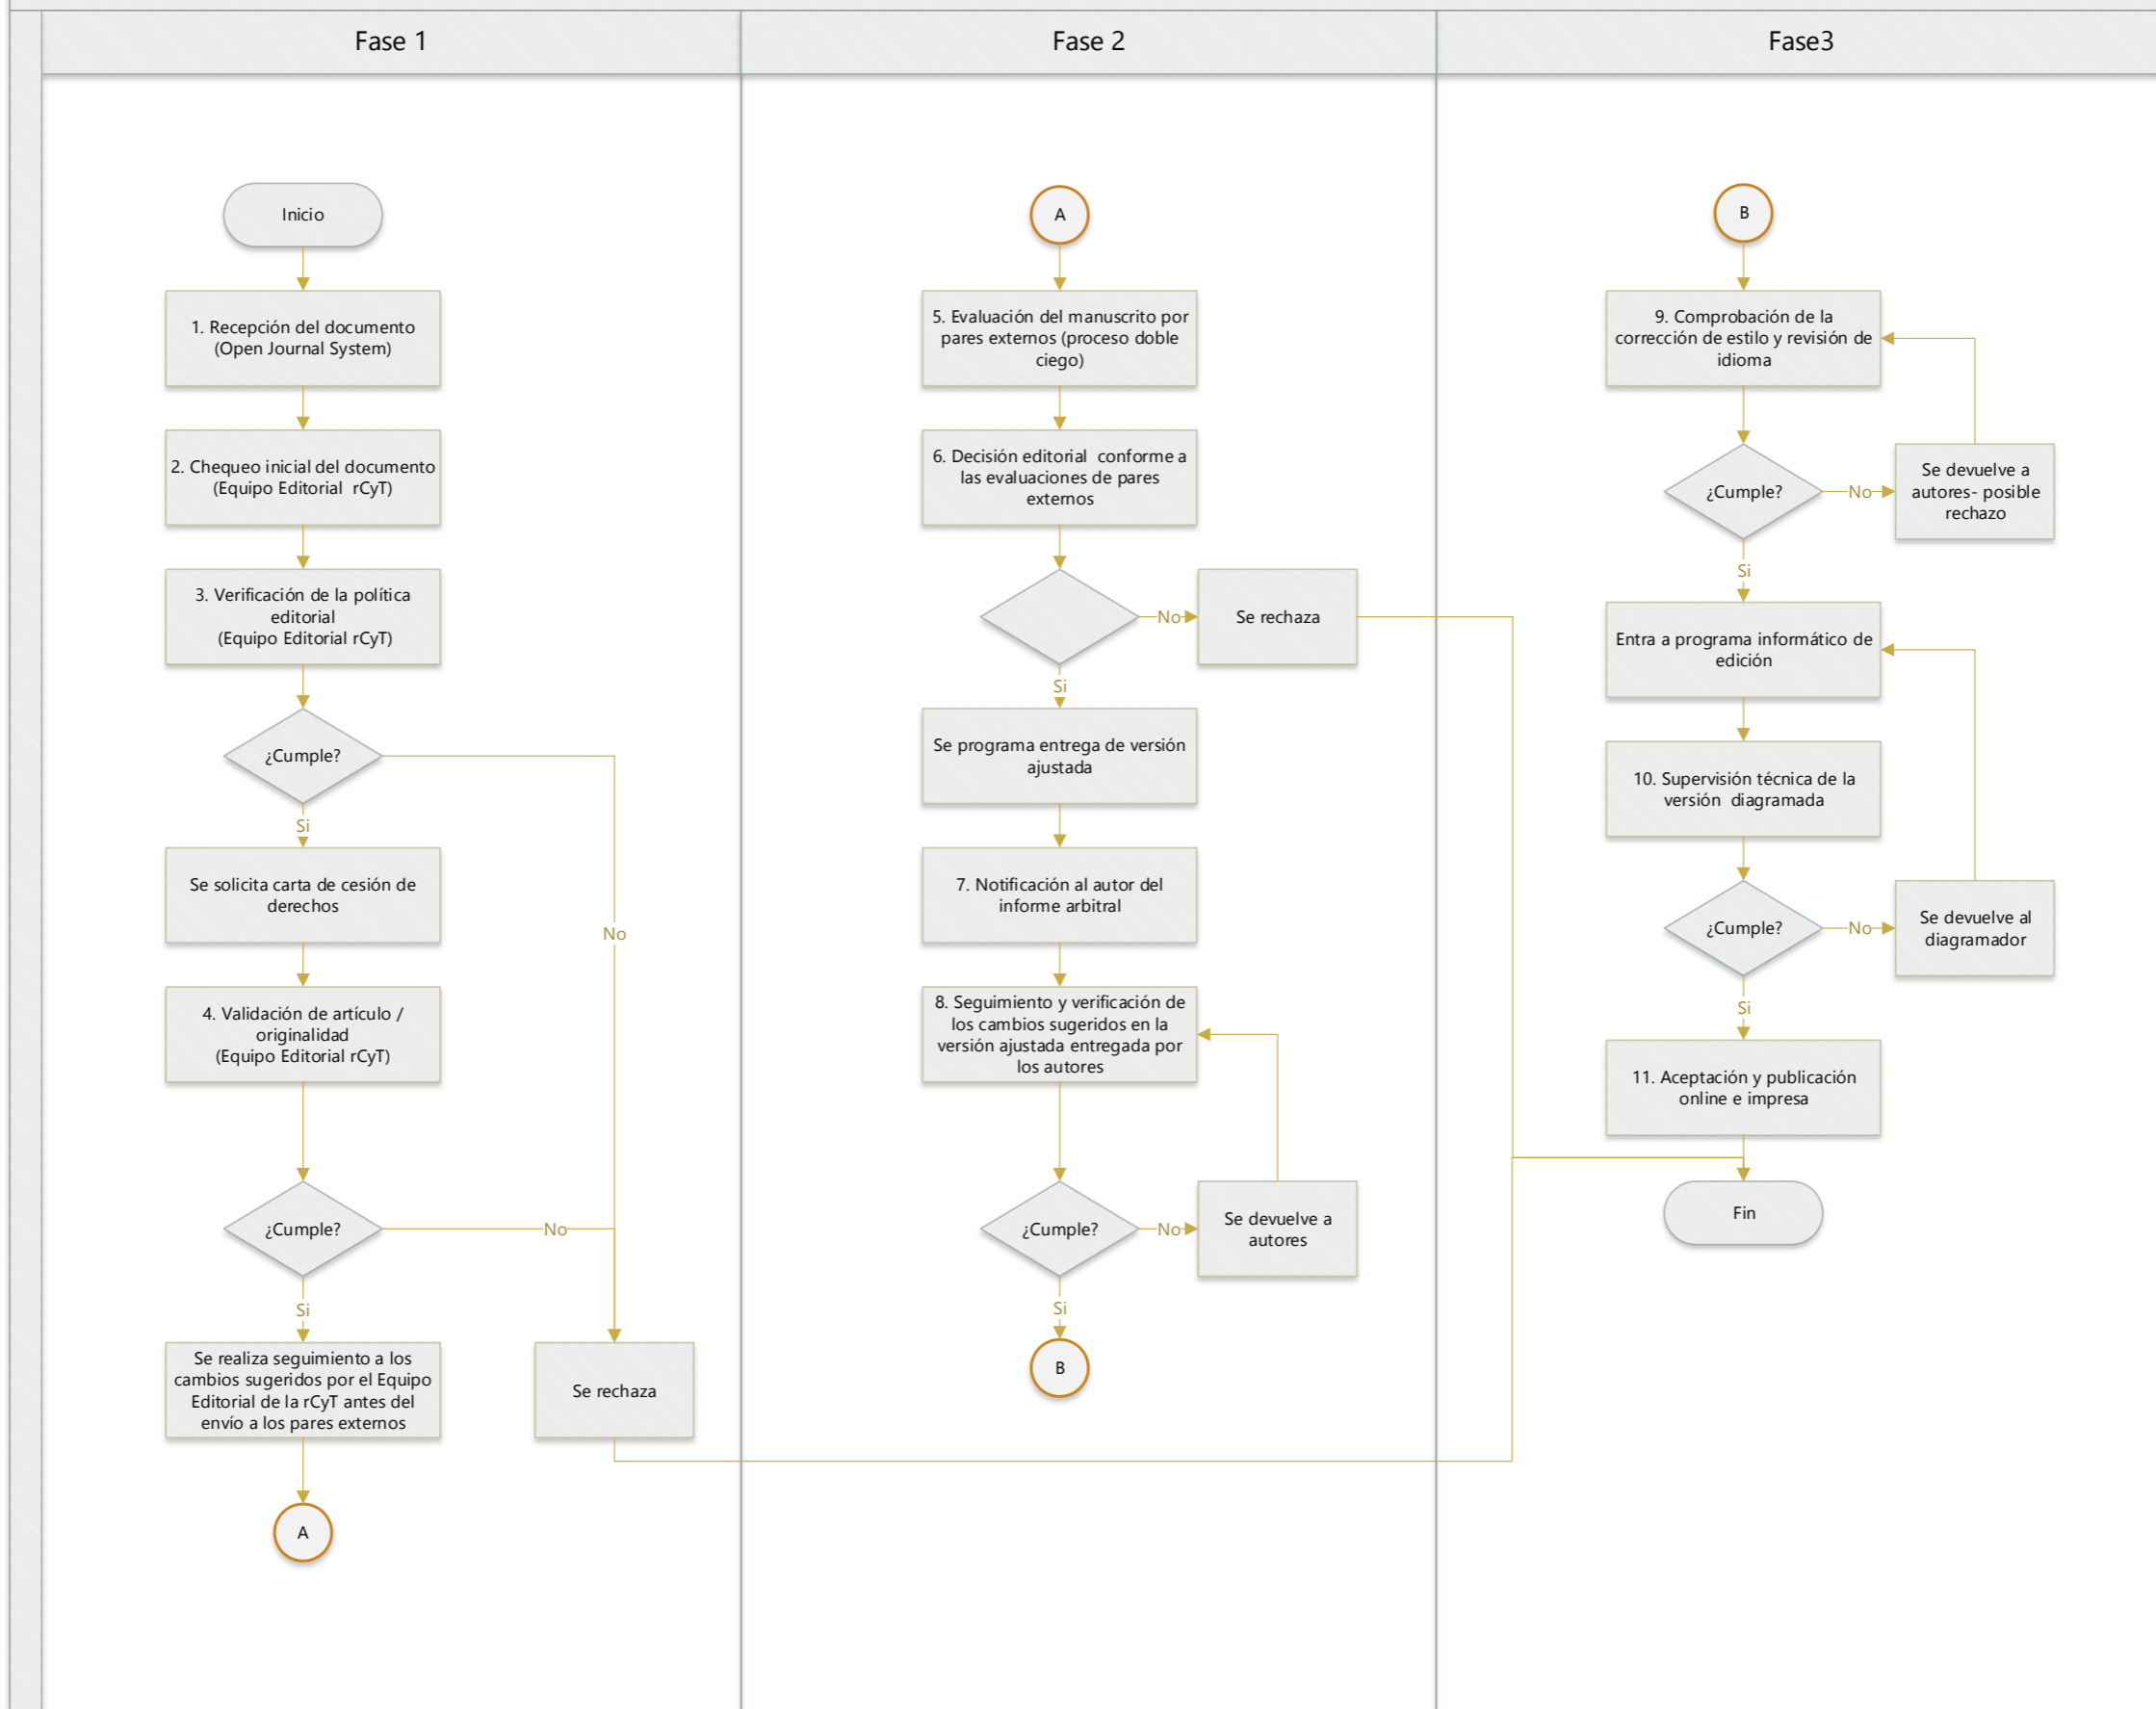 Fase 1
Inicio
1. Recepción del documento
(Open Journal System)
2. Chequeo inicial del documento
(Equipo Editorial rCyT)
3. Verificación de la política
editorial
(Equipo Editorial rCyT)
¿Cumple?
Si
No
Se solicita carta de cesión de
derechos
4. Validación de artículo /
originalidad
(Equipo Editorial rCyT)
¿Cumple?
No
Si
Se realiza seguimiento a los
cambios sugeridos por el Equipo
Editorial de la rCyT antes del
envío a los pares externos
Se rechaza
A
Fase 2
A
5. Evaluación del manuscrito por
pares externos (proceso doble
ciego)
6. Decisión editorial conforme a
las evaluaciones de pares
externos
No
Se rechaza
Si
Se programa entrega de versión
ajustada
7. Notificación al autor del
informe arbitral
8. Seguimiento y verificación de
los cambios sugeridos en la
versión ajustada entregada por
los autores
¿Cumple?
No
Se devuelve a
autores
Si
B
Fase3
B
9. Comprobación de la
corrección de estilo y revisión de
idioma
¿Cumple?
No
Se devuelve a
autores- posible
rechazo
Si
Entra a programa informático de
edición
10. Supervisión técnica de la
versión diagramada
¿Cumple?
No
Se devuelve al
diagramador
Si
11. Aceptación y publicación
online e impresa
Fin